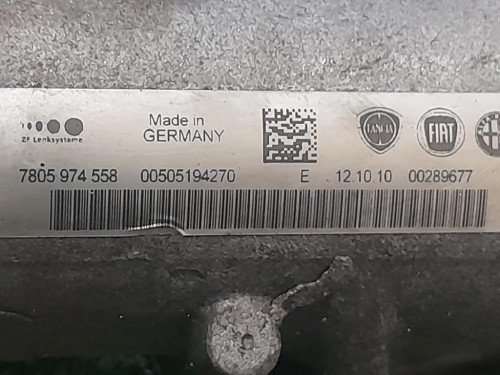 ZF Lenksysteme
Made in
GERMANY
LANCIA
FIAT
7805 974 558 00505194270 E 12.10.10 00289677